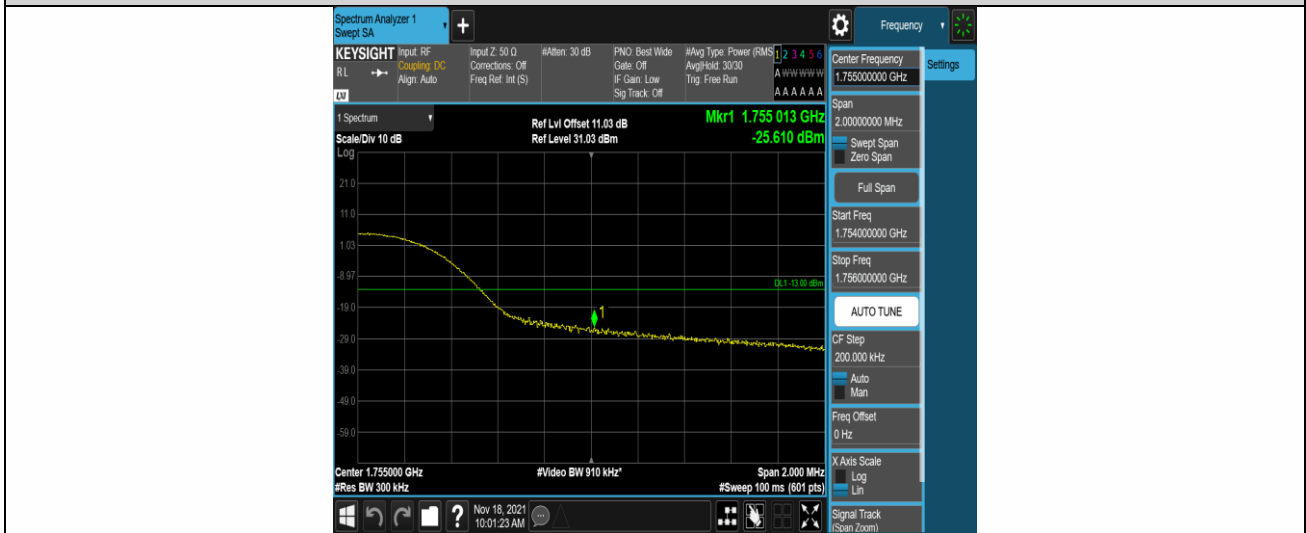 Spectrum Analyzer 1
Swept SA
+
Frequency
KEYSIGHT
RL
LXI
Input: RF
Coupling: DC
Align: Auto
Input Z: 50 Ω
Corrections: Off
Freq Ref: Int (S)
#Atten: 30 dB
PNO: Best Wide
Gate: Off
IF Gain: Low
Sig Track: Off
#Avg Type: Power (RMS
Avg|Hold: 30/30
Trig: Free Run
1 2 3 4 5 6
A W W W W W
A A A A A A
1 Spectrum
Scale/Div 10 dB
Log
Ref Lvl Offset 11.03 dB
Ref Level 31.03 dBm
Mkr1 1.755 013 GHz
-25.610 dBm
21.0
11.0
1.03
-8.97
-19.0
-29.0
-39.0
-49.0
-59.0
DL1 -13.00 dBm
1
Center 1.755000 GHz
#Res BW 300 kHz
#Video BW 910 kHz*
Span 2.000 MHz
#Sweep 100 ms (601 pts)
Center Frequency
1.755000000 GHz
Settings
Span
2.00000000 MHz
Swept Span
Zero Span
Full Span
Start Freq
1.754000000 GHz
Stop Freq
1.756000000 GHz
AUTO TUNE
CF Step
200.000 kHz
Auto
Man
Freq Offset
0 Hz
X Axis Scale
Log
Lin
Signal Track
(Span Zoom)
?
Nov 18, 2021
10:01:23 AM